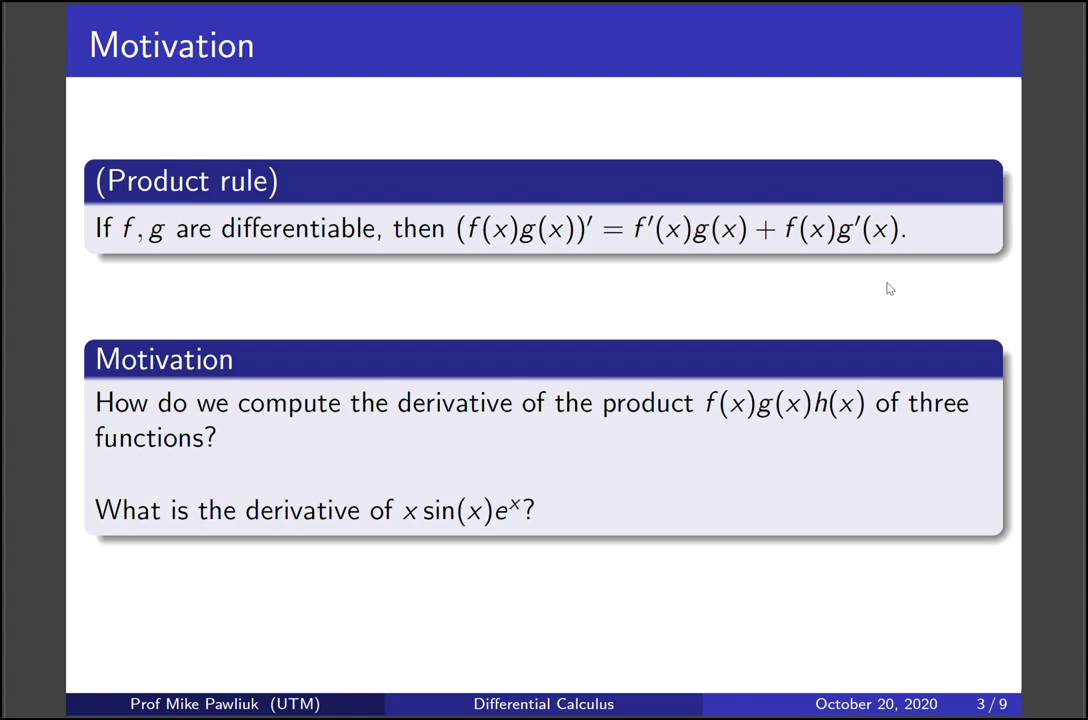 Motivation
(Product rule)
If f, g are differentiable, then (f(x)g(x))′ = f′(x)g(x) + f(x)g′(x).
Motivation
How do we compute the derivative of the product f(x)g(x)h(x) of three
functions?
What is the derivative of x sin(x)eˣ?
Prof Mike Pawliuk (UTM)
Differential Calculus
October 20, 2020
3 / 9